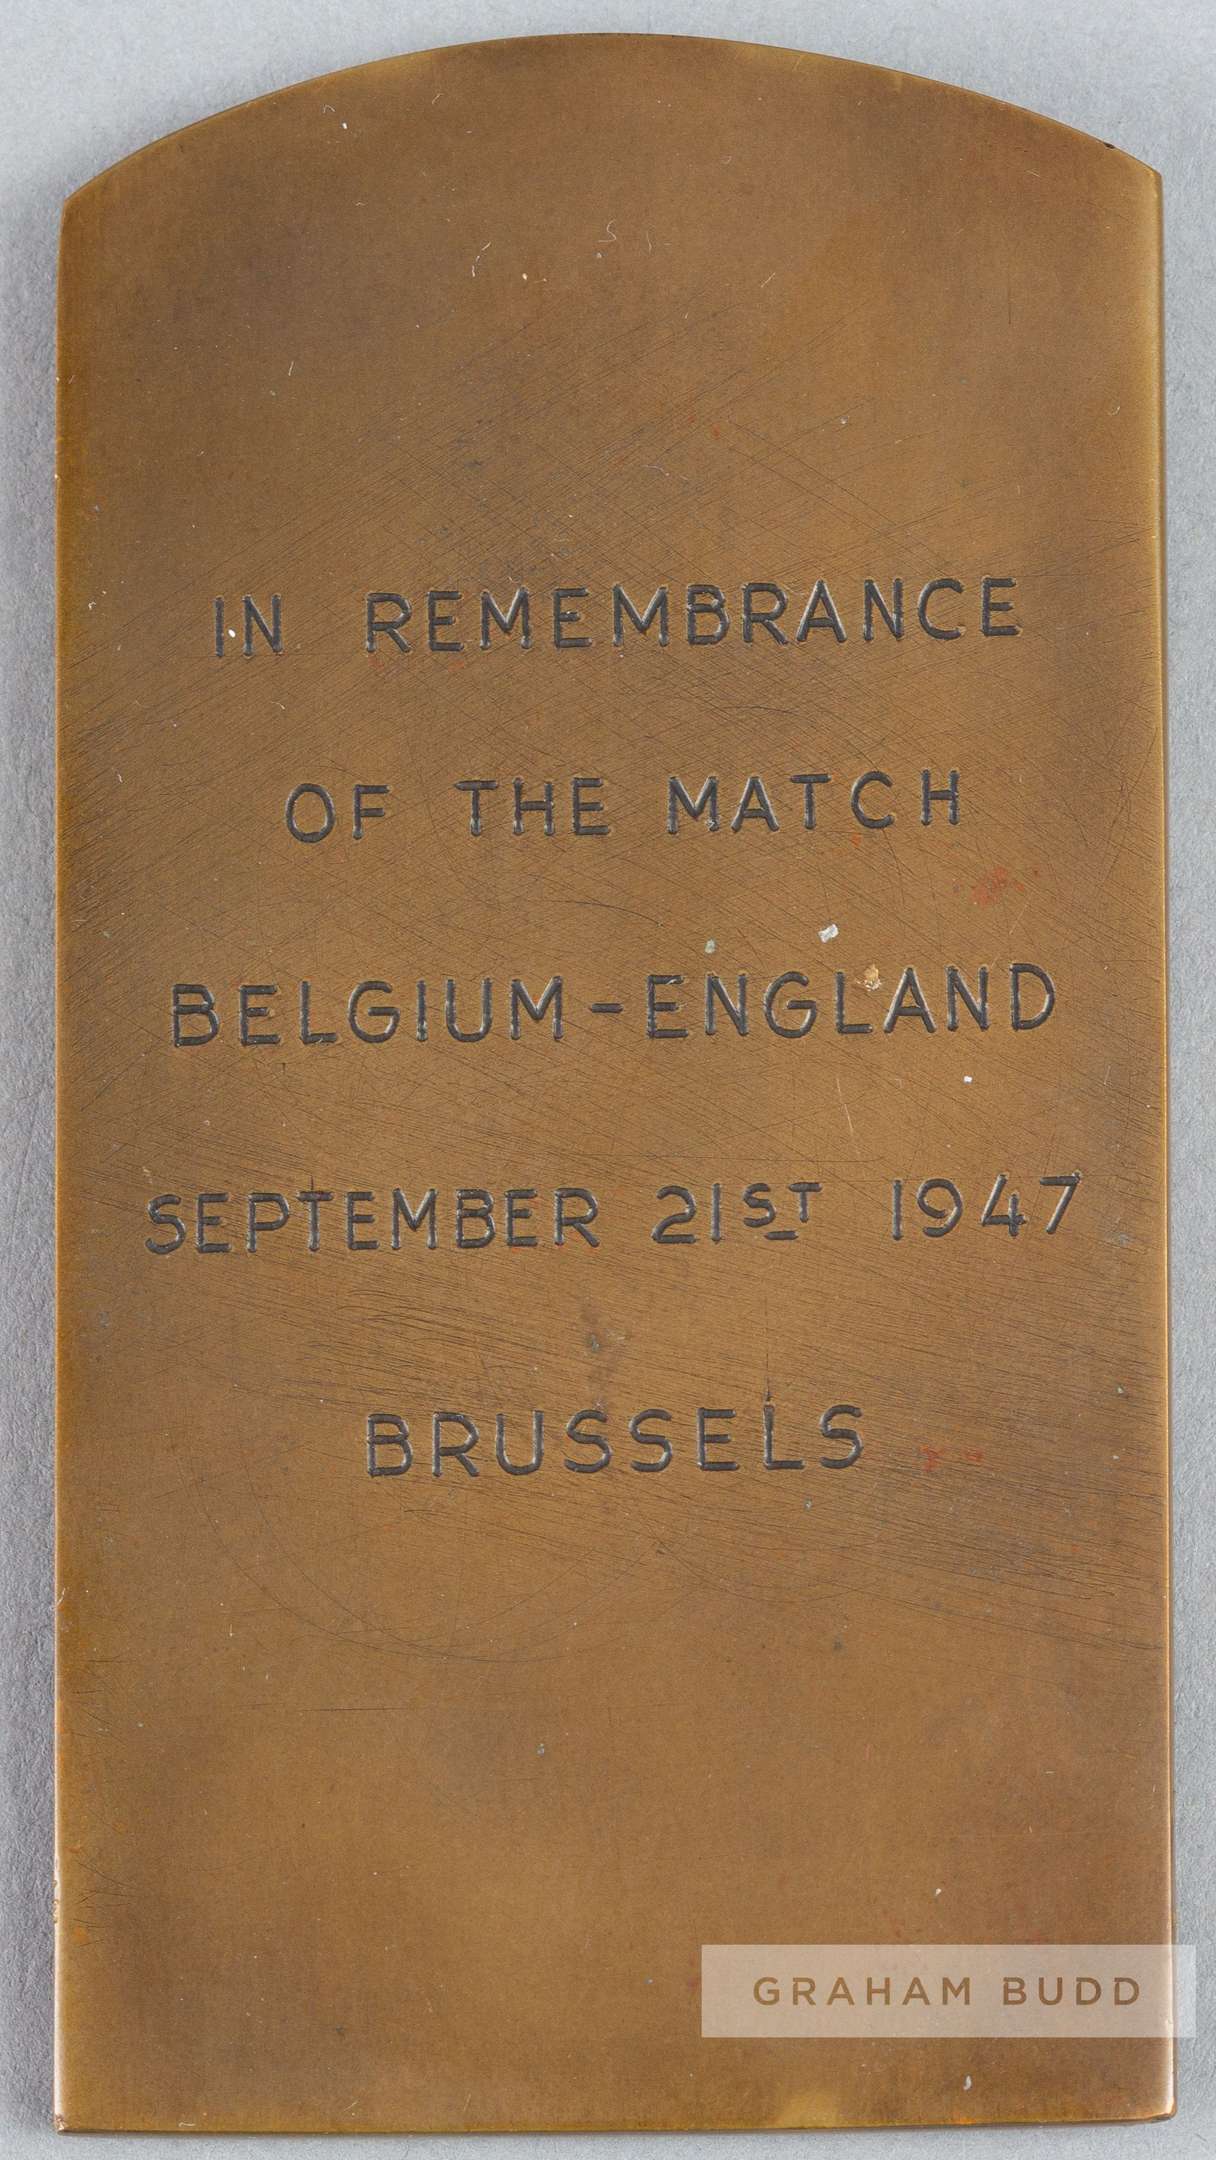 IN REMEMBRANCE
OF THE MATCH
BELGIUM-ENGLAND
SEPTEMBER 21ST 1947
BRUSSELS
GRAHAM BUDD